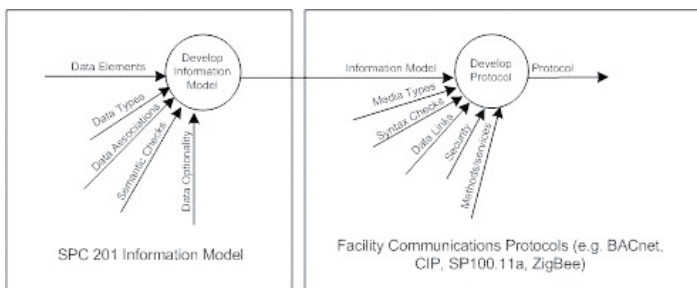 Data Elements
Develop
Information
Model
Data Types
Data Associations
Semantic Checks
Data Optionality
SPC 201 Information Model
Information Model
Develop
Protocol
Protocol
Media Types
Syntax Checks
Data Links
Security
Methods/services
Facility Communications Protocols (e.g. BACnet,
CIP, SP100.11a, ZigBee)